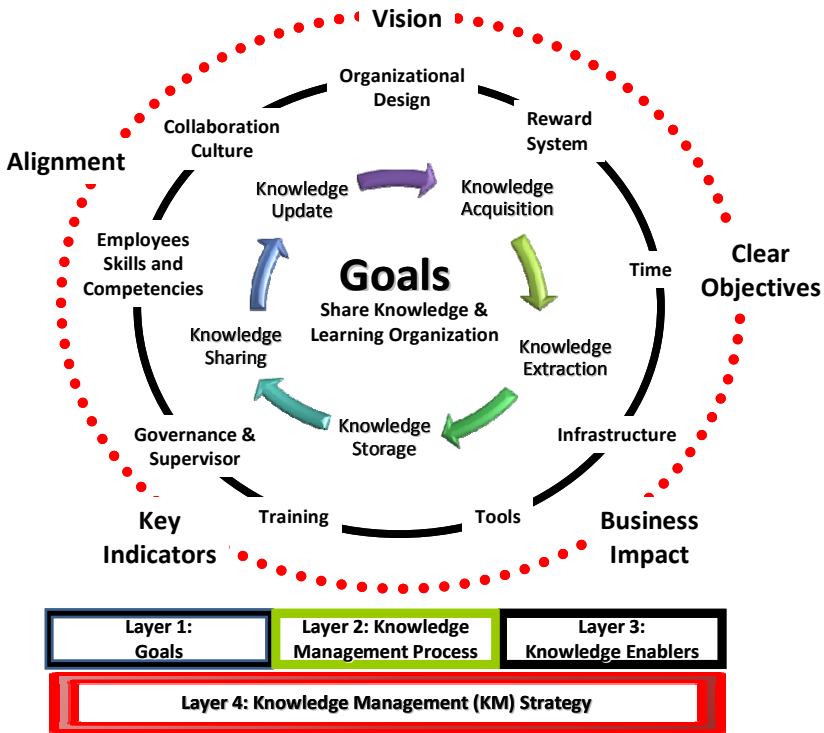 Vision
Organizational
Design
Reward
System
Collaboration
Culture
Alignment
Knowledge
Update
Knowledge
Acquisition
Employees
Skills and
Competencies
Time
Clear
Objectives
Goals
Share Knowledge &
Learning Organization
Knowledge
Sharing
Knowledge
Extraction
Knowledge
Storage
Governance &
Supervisor
Infrastructure
Training
Tools
Key
Indicators
Business
Impact
Layer 1:
Goals
Layer 2: Knowledge
Management Process
Layer 3:
Knowledge Enablers
Layer 4: Knowledge Management (KM) Strategy